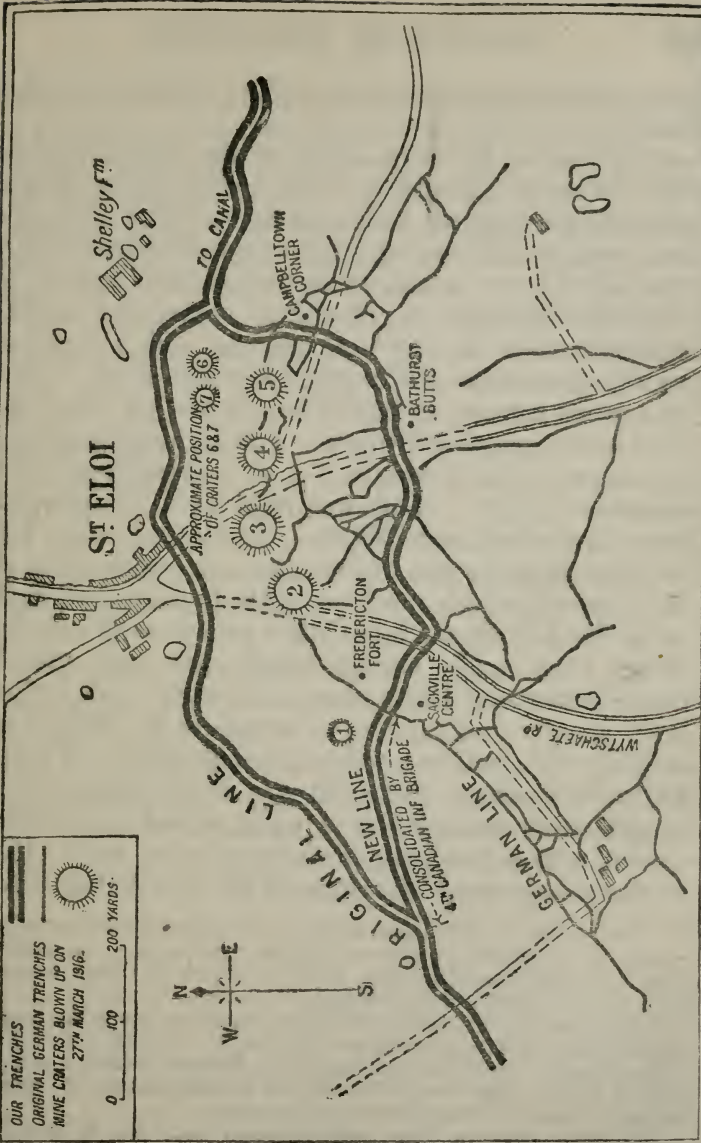 OUR TRENCHES
ORIGINAL GERMAN TRENCHES
MINE CRATERS BLOWN UP ON
27TH MARCH 1916.
0 100 200 YARDS.
N
W E
S
ST ELOI
Shelley Fm
TO CANAL
APPROXIMATE POSITION
OF CRATERS 6 & 7
7
6
5
4
3
2
1
CAMPBELLTOWN
CORNER
BATHURST
BUTTS
FREDERICTON
FORT
SACKVILLE
CENTRE
ORIGINAL LINE
NEW LINE
CONSOLIDATED BY
4TH CANADIAN INF BRIGADE
GERMAN LINE
WYTSCHAETE RD